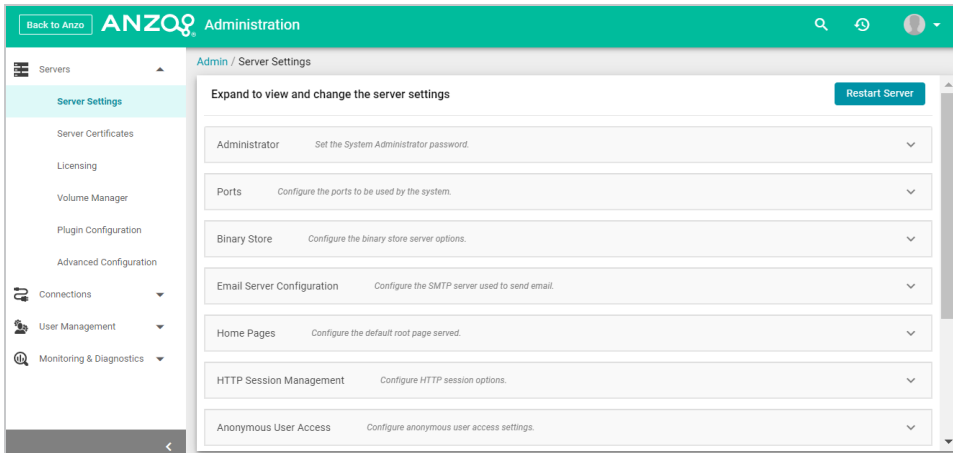 Back to Anzo ANZO® Administration
Admin / Server Settings
Servers
Server Settings
Server Certificates
Licensing
Volume Manager
Plugin Configuration
Advanced Configuration
Connections
User Management
Monitoring & Diagnostics
Expand to view and change the server settings Restart Server
Administrator Set the System Administrator password.
Ports Configure the ports to be used by the system.
Binary Store Configure the binary store server options.
Email Server Configuration Configure the SMTP server used to send email.
Home Pages Configure the default root page served.
HTTP Session Management Configure HTTP session options.
Anonymous User Access Configure anonymous user access settings.